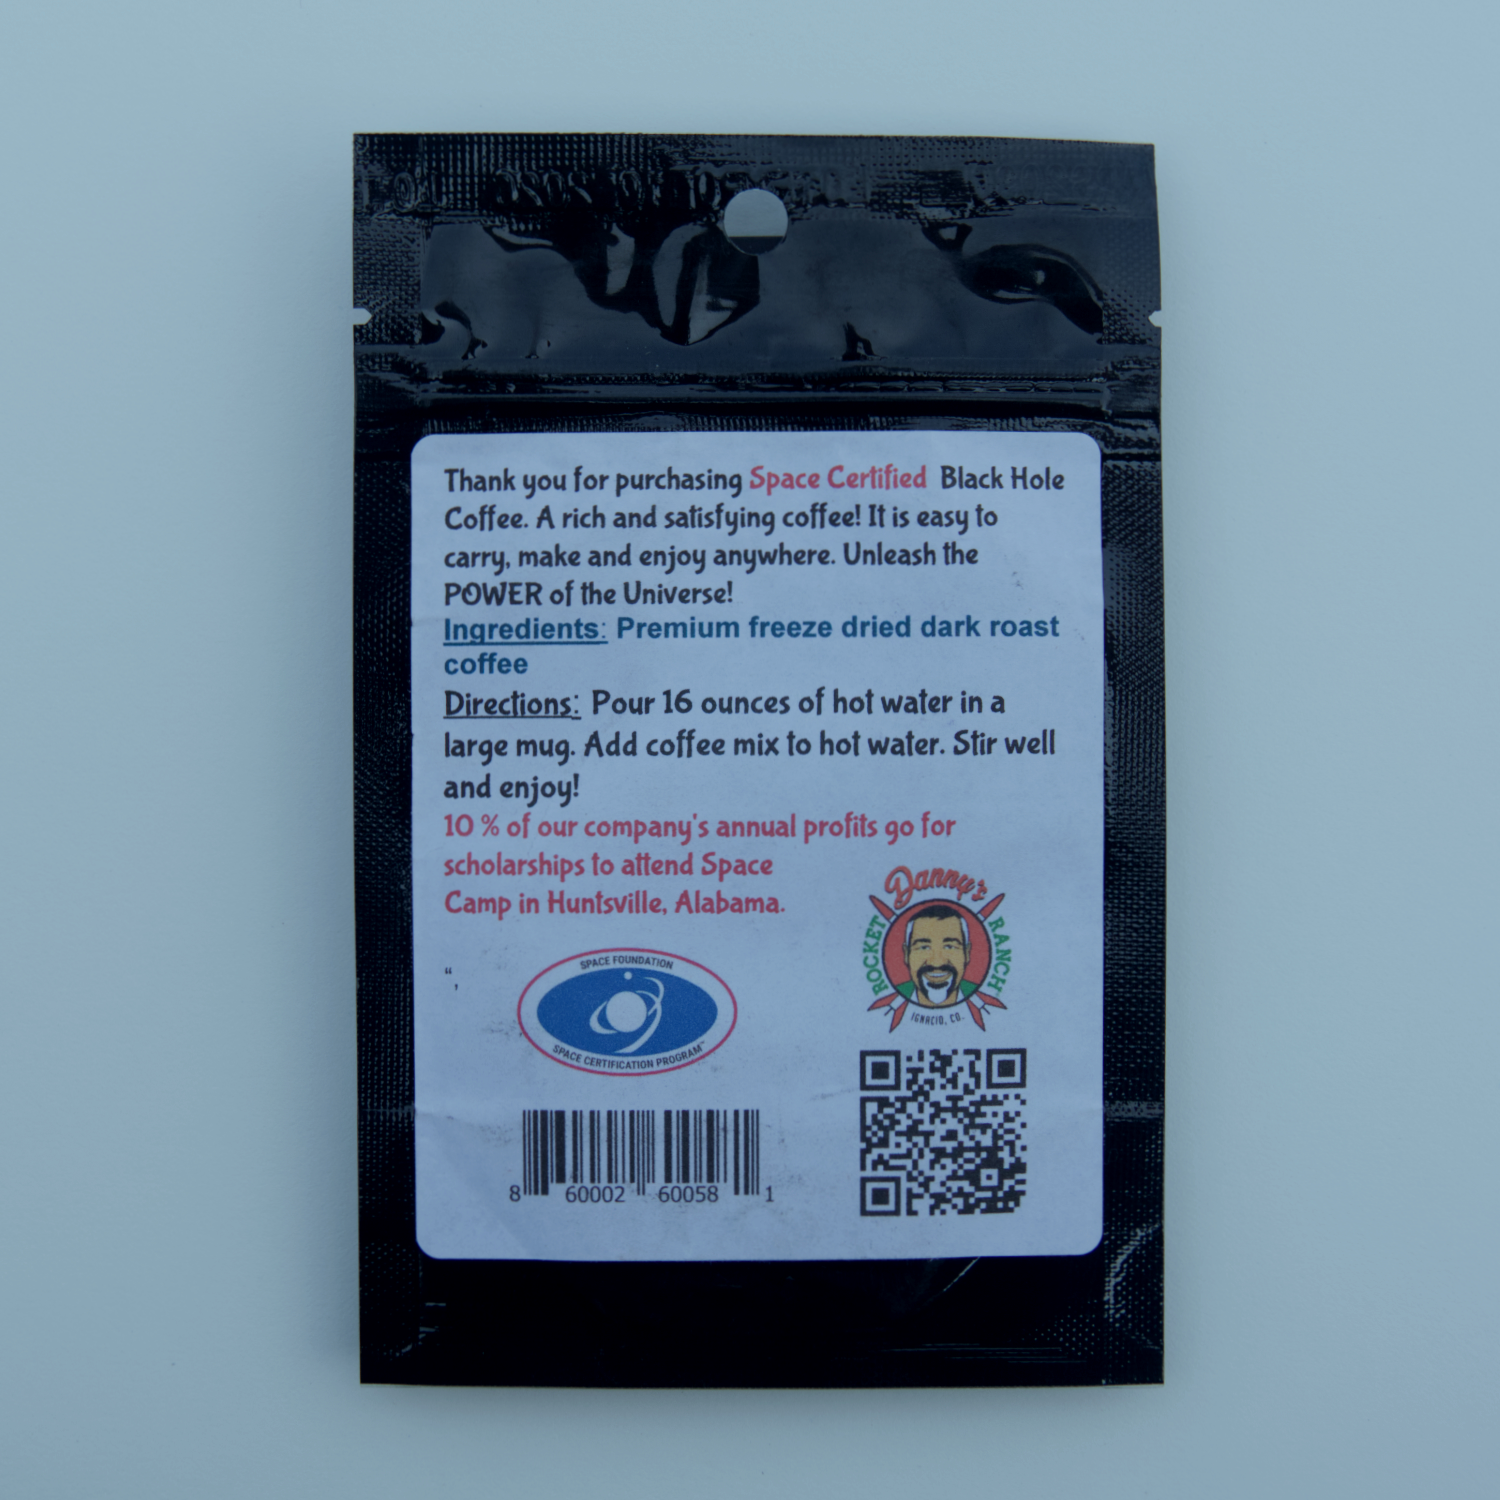 Thank you for purchasing Space Certified Black Hole
Coffee. A rich and satisfying coffee! It is easy to
carry, make and enjoy anywhere. Unleash the
POWER of the Universe!
Ingredients: Premium freeze dried dark roast
coffee
Directions: Pour 16 ounces of hot water in a
large mug. Add coffee mix to hot water. Stir well
and enjoy!
10 % of our company's annual profits go for
scholarships to attend Space
Camp in Huntsville, Alabama.
Danny's
ROCKET RANCH
IGNACIO, CO.
“
,
SPACE FOUNDATION
SPACE CERTIFICATION PROGRAM™
8 60002 60058 1